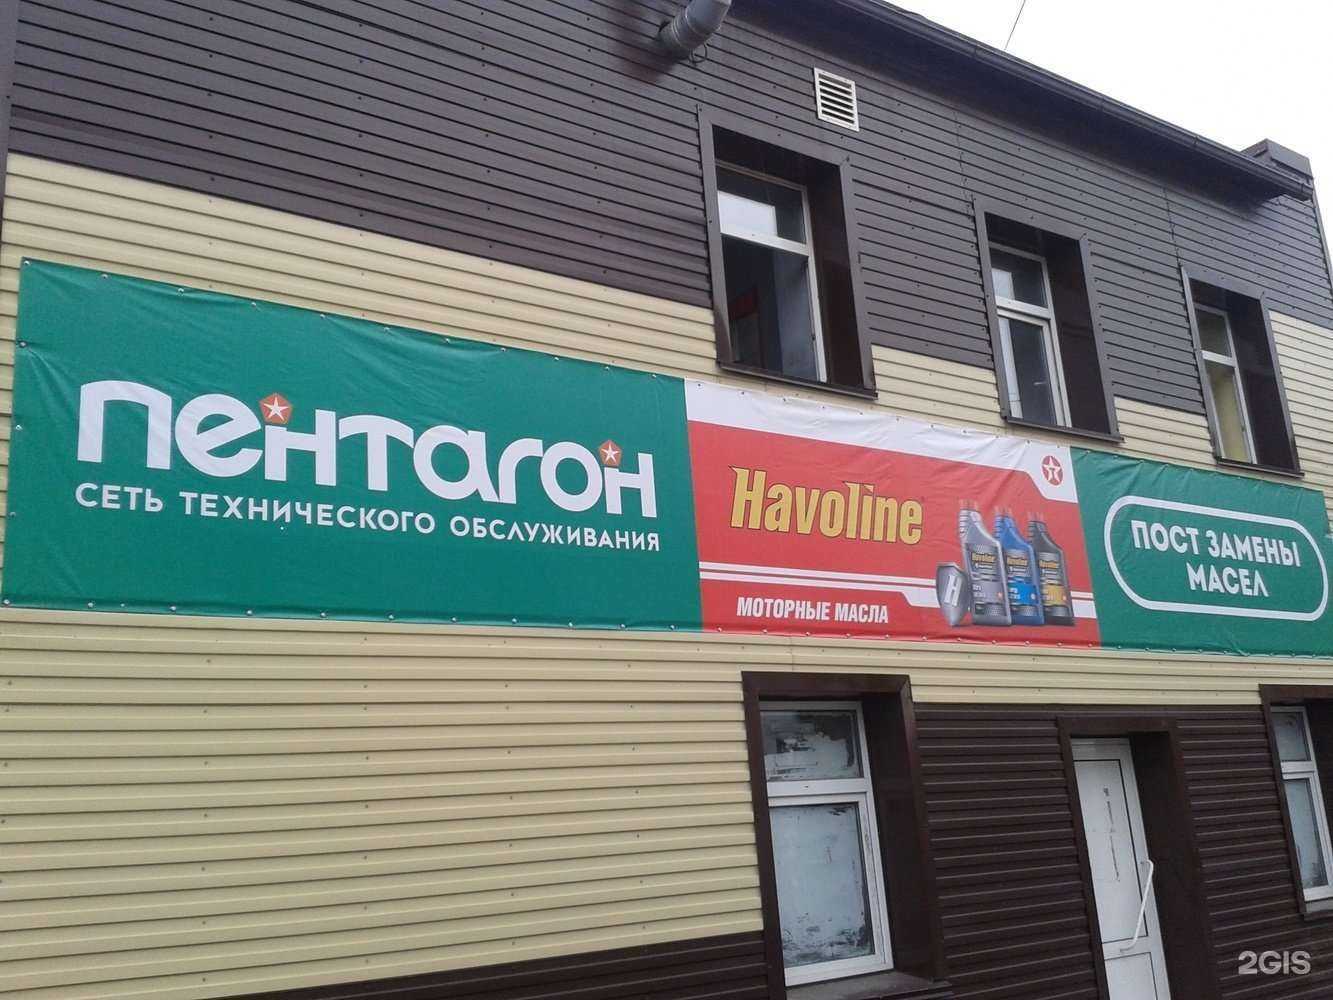 ПЕНТАГОН
СЕТЬ ТЕХНИЧЕСКОГО ОБСЛУЖИВАНИЯ
Havoline
МОТОРНЫЕ МАСЛА
ПОСТ ЗАМЕНЫ
МАСЕЛ
2GIS